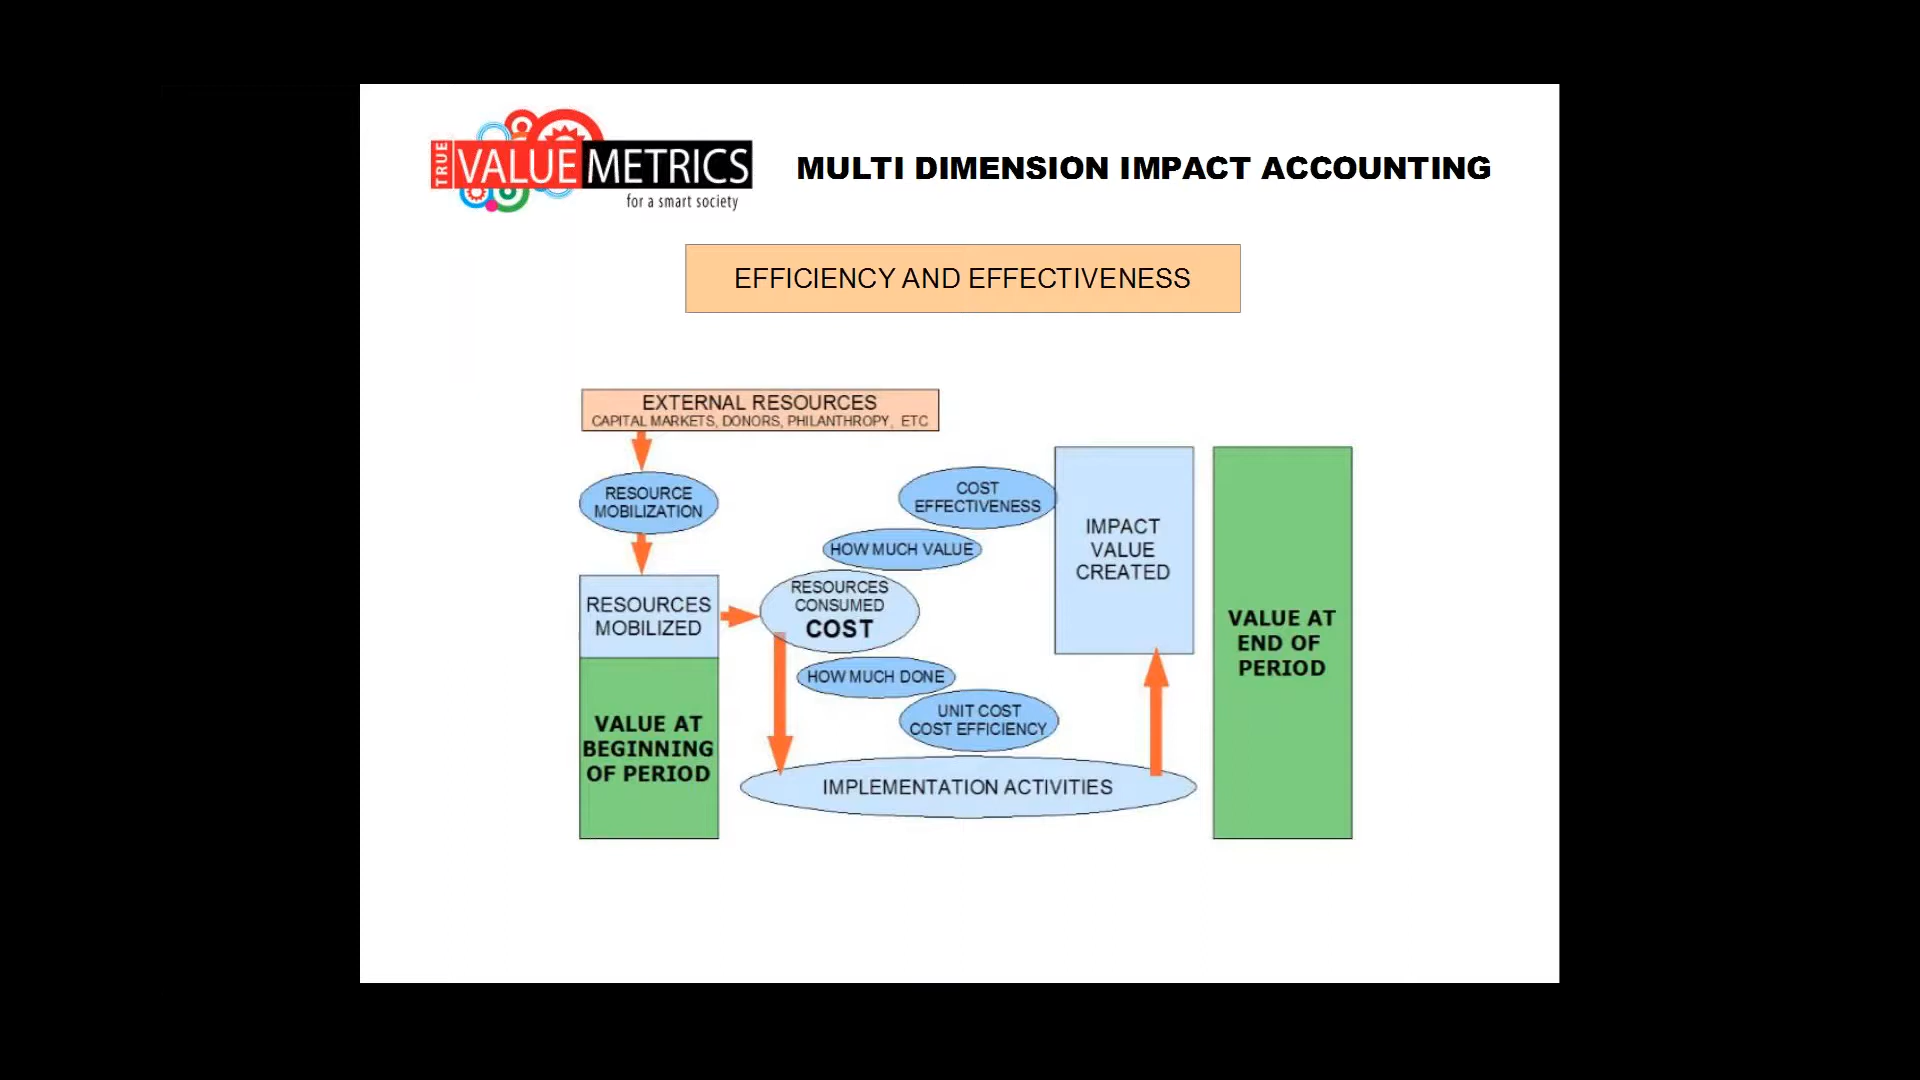 TRUE
VALUE METRICS
for a smart society
MULTI DIMENSION IMPACT ACCOUNTING
EFFICIENCY AND EFFECTIVENESS
EXTERNAL RESOURCES
CAPITAL MARKETS, DONORS, PHILANTHROPY, ETC
RESOURCE
MOBILIZATION
RESOURCES
MOBILIZED
VALUE AT
BEGINNING
OF PERIOD
COST
EFFECTIVENESS
HOW MUCH VALUE
RESOURCES
CONSUMED
COST
HOW MUCH DONE
UNIT COST
COST EFFICIENCY
IMPLEMENTATION ACTIVITIES
IMPACT
VALUE
CREATED
VALUE AT
END OF
PERIOD